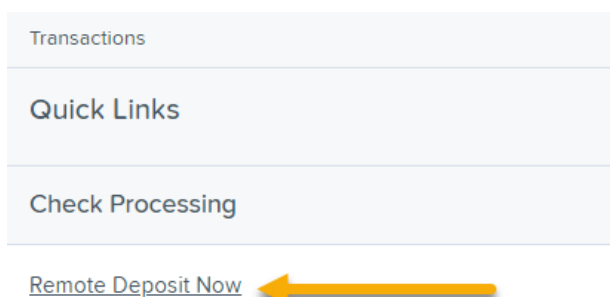 Transactions
Quick Links
Check Processing
Remote Deposit Now